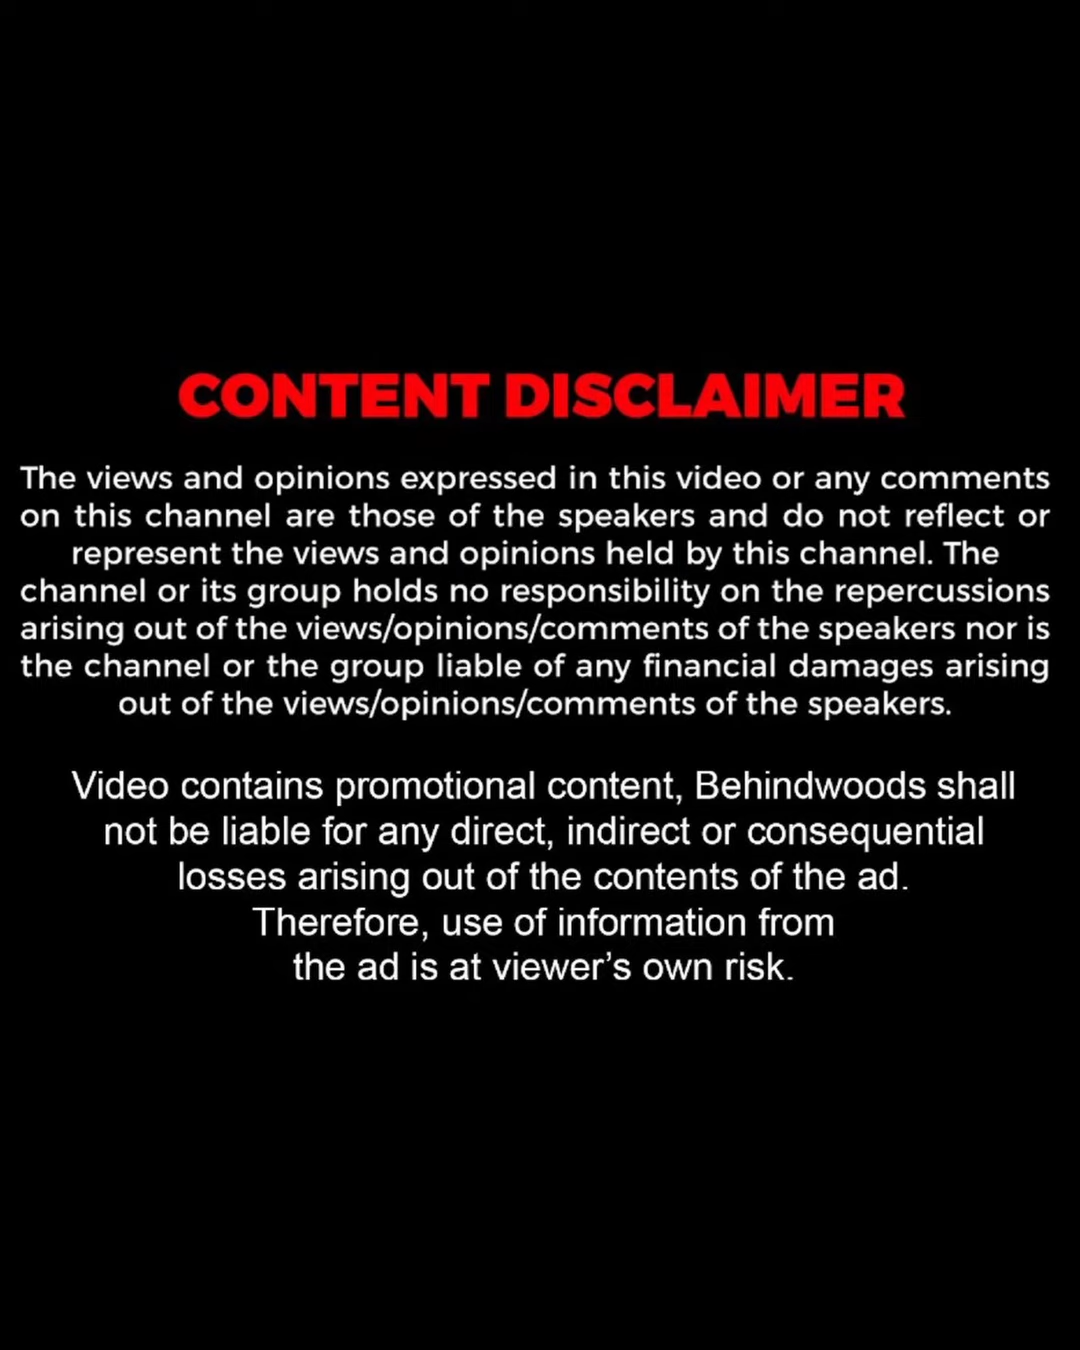 CONTENT DISCLAIMER
The views and opinions expressed in this video or any comments
on this channel are those of the speakers and do not reflect or
represent the views and opinions held by this channel. The
channel or its group holds no responsibility on the repercussions
arising out of the views/opinions/comments of the speakers nor is
the channel or the group liable of any financial damages arising
out of the views/opinions/comments of the speakers.
Video contains promotional content, Behindwoods shall
not be liable for any direct, indirect or consequential
losses arising out of the contents of the ad.
Therefore, use of information from
the ad is at viewer’s own risk.